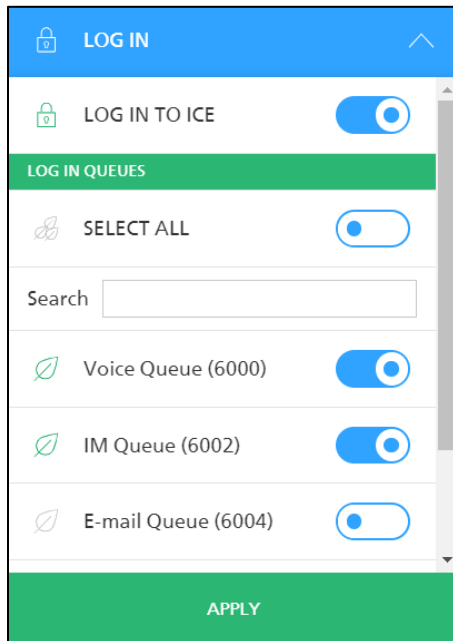 LOG IN
LOG IN TO ICE
LOG IN QUEUES
SELECT ALL
Search
Voice Queue (6000)
IM Queue (6002)
E-mail Queue (6004)
APPLY